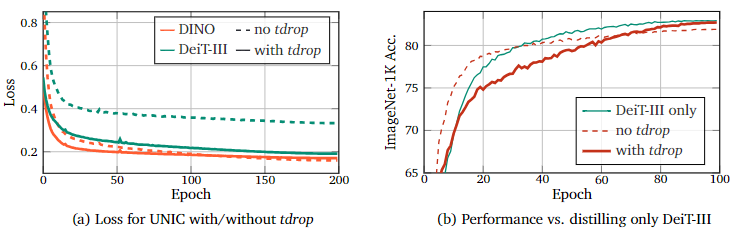 0.8
0.6
0.4
0.2
Loss
DINO
DeiT-III
no tdrop
with tdrop
0 50 100 150 200
Epoch
(a) Loss for UNIC with/without tdrop
80
75
70
65
ImageNet-1K Acc.
DeiT-III only
no tdrop
with tdrop
0 20 40 60 80 100
Epoch
(b) Performance vs. distilling only DeiT-III